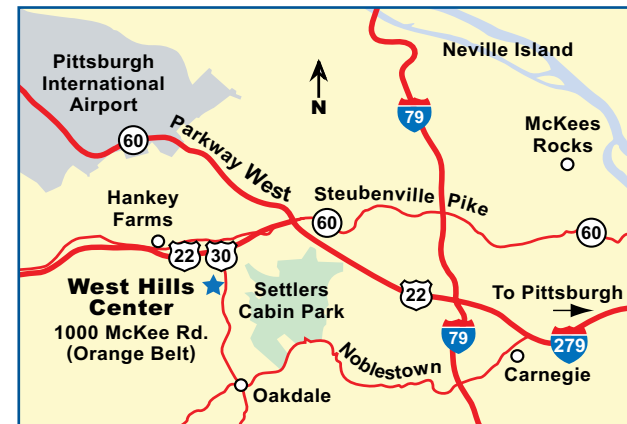 Pittsburgh
International
Airport
Neville Island
N
79
60
McKees
Rocks
Parkway West
Steubenville Pike
Hankey
Farms
60
60
22
30
West Hills
Center
1000 McKee Rd.
(Orange Belt)
Settlers
Cabin Park
22
To Pittsburgh
79
279
Noblestown
Carnegie
Oakdale